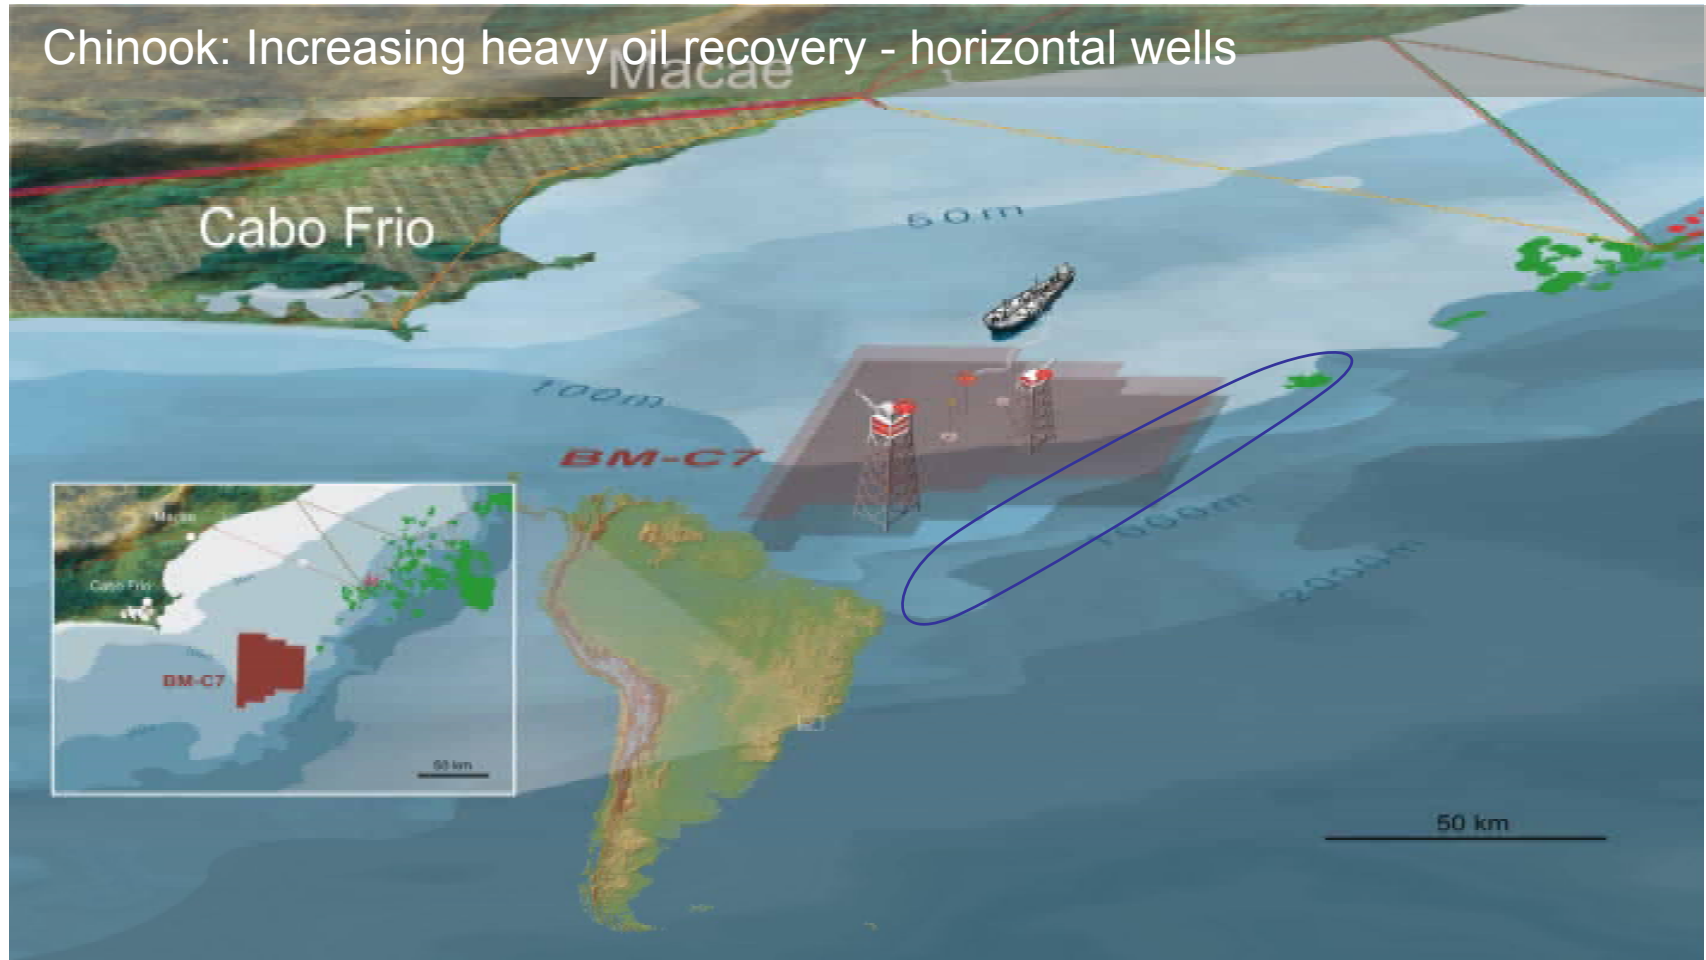 Chinook: Increasing heavy oil recovery - horizontal wells
Macae
Cabo Frio
50m
100m
BM-C7
1000m
2000m
50 km
Macae
Cabo Frio
BM-C7
50 km